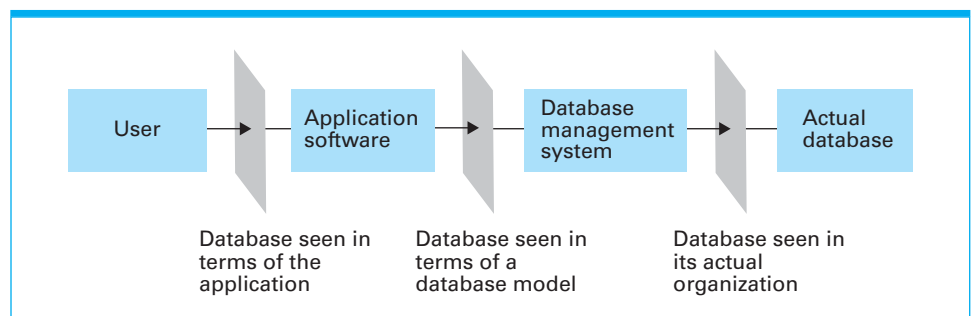 User
Application
software
Database
management
system
Actual
database
Database seen in
terms of the
application
Database seen in
terms of a
database model
Database seen in
its actual
organization